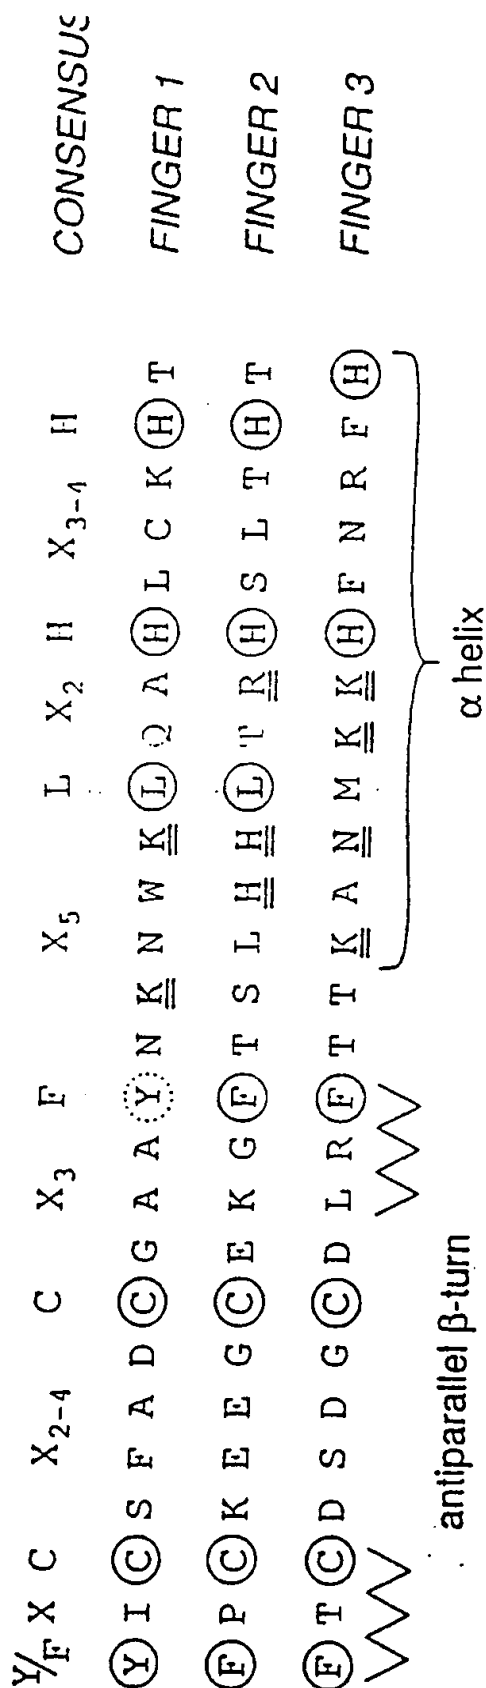 Y/F X C X2-4 C X3 F X5 L X2 H X3-4 H CONSENSUS
Y I C S F A D C G A A Y N K N W K L Q A H L C K H T FINGER 1
F P C K E E G C E K G F T S L H H L T R H S L T H T FINGER 2
F T C D S D G C D L R F T T K A N M K K H F N R F H FINGER 3
antiparallel β-turn α helix